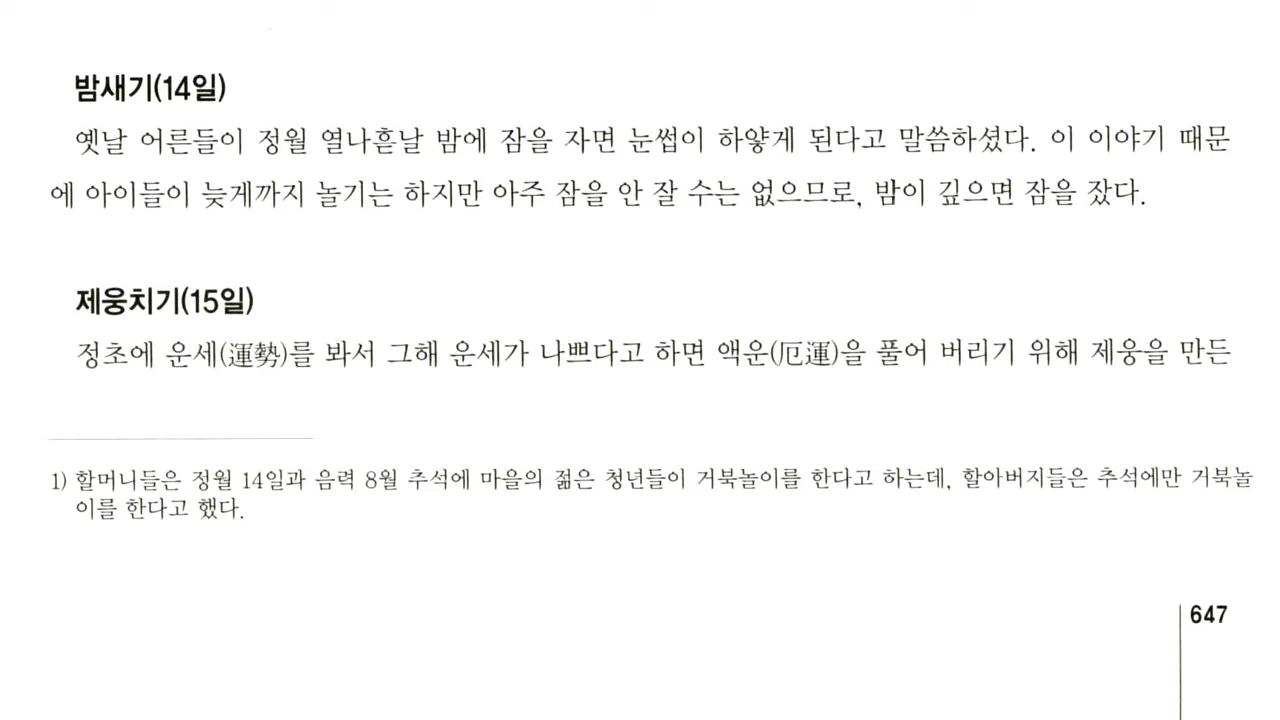 밤새기(14일)
옛날 어른들이 정월 열나흗날 밤에 잠을 자면 눈썹이 하얗게 된다고 말씀하셨다. 이 이야기 때문
에 아이들이 늦게까지 놀기는 하지만 아주 잠을 안 잘 수는 없으므로, 밤이 깊으면 잠을 잤다.
제웅치기(15일)
정초에 운세(運勢)를 봐서 그해 운세가 나쁘다고 하면 액운(厄運)을 풀어 버리기 위해 제웅을 만든
1) 할머니들은 정월 14일과 음력 8월 추석에 마을의 젊은 청년들이 거북놀이를 한다고 하는데, 할아버지들은 추석에만 거북놀
이를 한다고 했다.
647